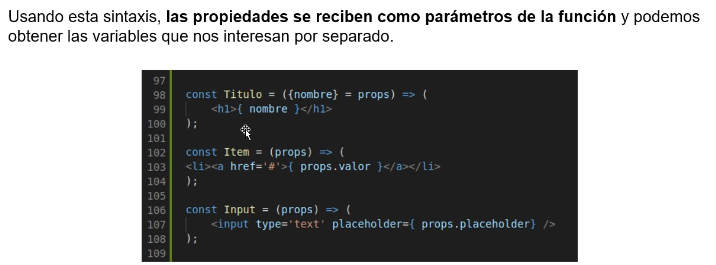 Usando esta sintaxis, las propiedades se reciben como parámetros de la función y podemos
obtener las variables que nos interesan por separado.
97
98 const Titulo = ({nombre} = props) => (
99 <h1>{ nombre }</h1>
100 );
101
102 const Item = (props) => (
103 <li><a href='#'>{ props.valor }</a></li>
104 );
105
106 const Input = (props) => (
107 <input type='text' placeholder={ props.placeholder} />
108 );
109